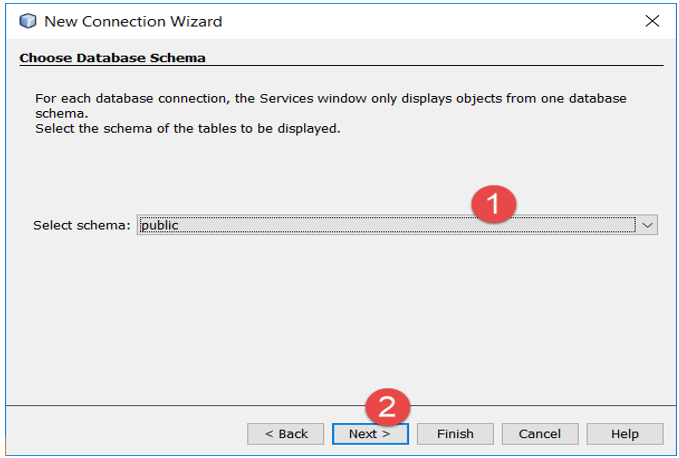 New Connection Wizard
Choose Database Schema
For each database connection, the Services window only displays objects from one database
schema.
Select the schema of the tables to be displayed.
1
Select schema: public
2
< Back Next > Finish Cancel Help